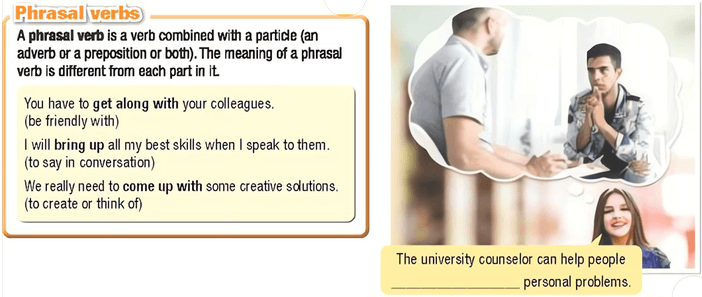 Phrasal verbs
A phrasal verb is a verb combined with a particle (an
adverb or a preposition or both). The meaning of a phrasal
verb is different from each part in it.
You have to get along with your colleagues.
(be friendly with)
I will bring up all my best skills when I speak to them.
(to say in conversation)
We really need to come up with some creative solutions.
(to create or think of)
The university counselor can help people
____________________ personal problems.